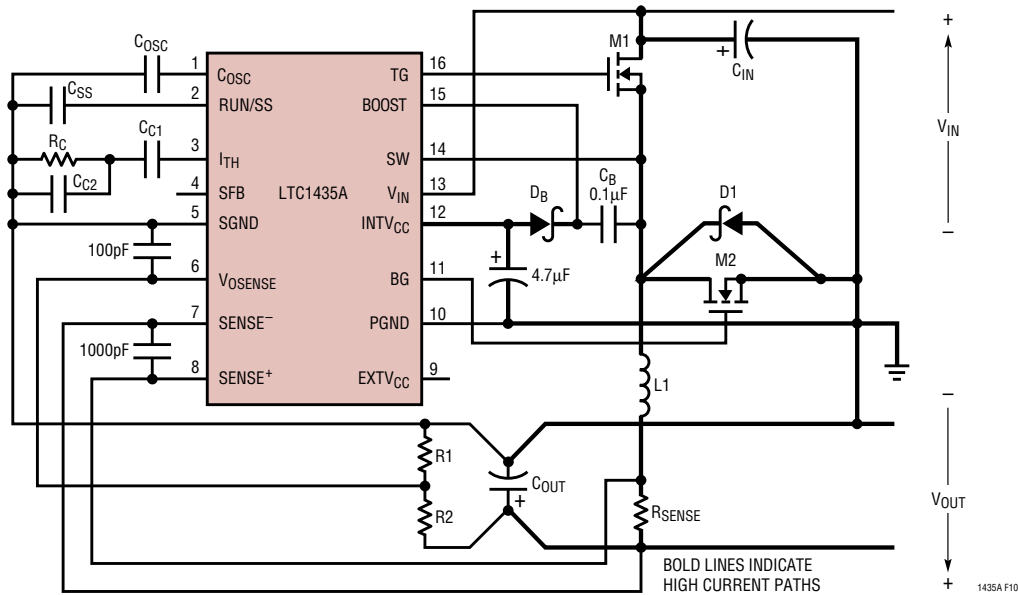 COSC
CSS
RC
CC1
CC2
100pF
1000pF
1
2
3
4
5
6
7
8
COSC
RUN/SS
ITH
SFB
SGND
VOSENSE
SENSE−
SENSE+
LTC1435A
TG
BOOST
SW
VIN
INTVCC
BG
PGND
EXTVCC
16
15
14
13
12
11
10
9
M1
+
CIN
DB
CB
0.1µF
+
4.7µF
D1
M2
L1
R1
R2
COUT
+
RSENSE
+
VIN
−
−
VOUT
+
BOLD LINES INDICATE
HIGH CURRENT PATHS
1435A F10